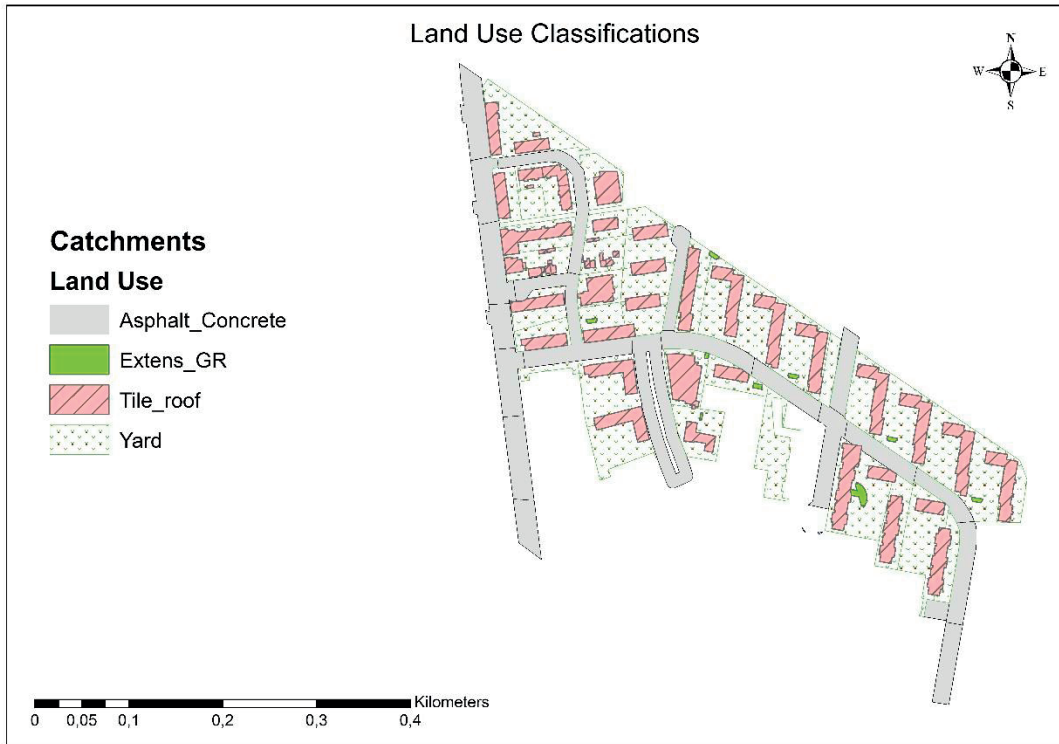 Land Use Classifications
N
W E
S
Catchments
Land Use
Asphalt_Concrete
Extens_GR
Tile_roof
Yard
Kilometers
0 0,05 0,1 0,2 0,3 0,4